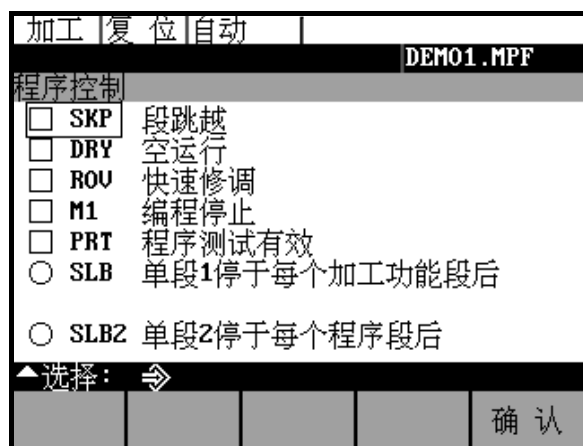 加工 复 位 自动
DEMO1.MPF
程序控制
SKP 段跳越
DRY 空运行
ROV 快速修调
M1 编程停止
PRT 程序测试有效
SLB 单段1停于每个加工功能段后
SLB2 单段2停于每个程序段后
选择:
确 认